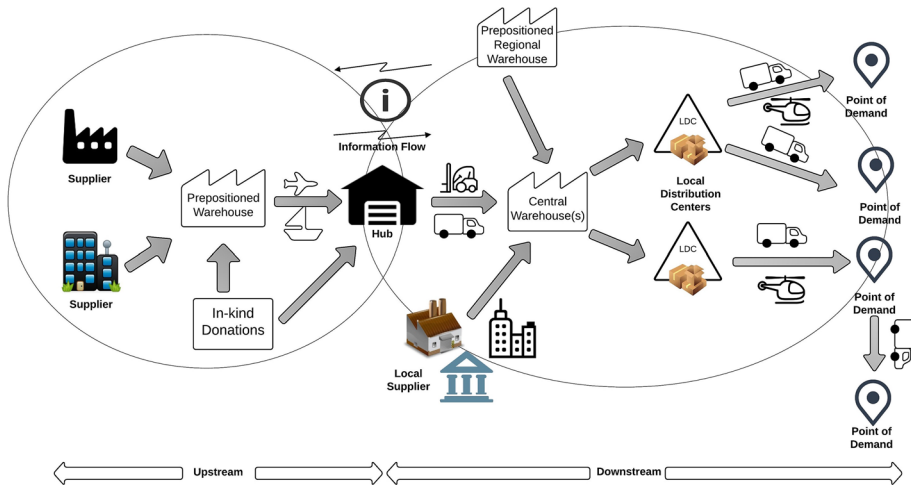 Prepositioned
Regional
Warehouse
Supplier
Prepositioned
Warehouse
Supplier
In-kind
Donations
i
Information Flow
Hub
Central
Warehouse(s)
Local
Supplier
LDC
Local
Distribution
Centers
LDC
Point of
Demand
Point of
Demand
Point of
Demand
Point of
Demand
Upstream
Downstream